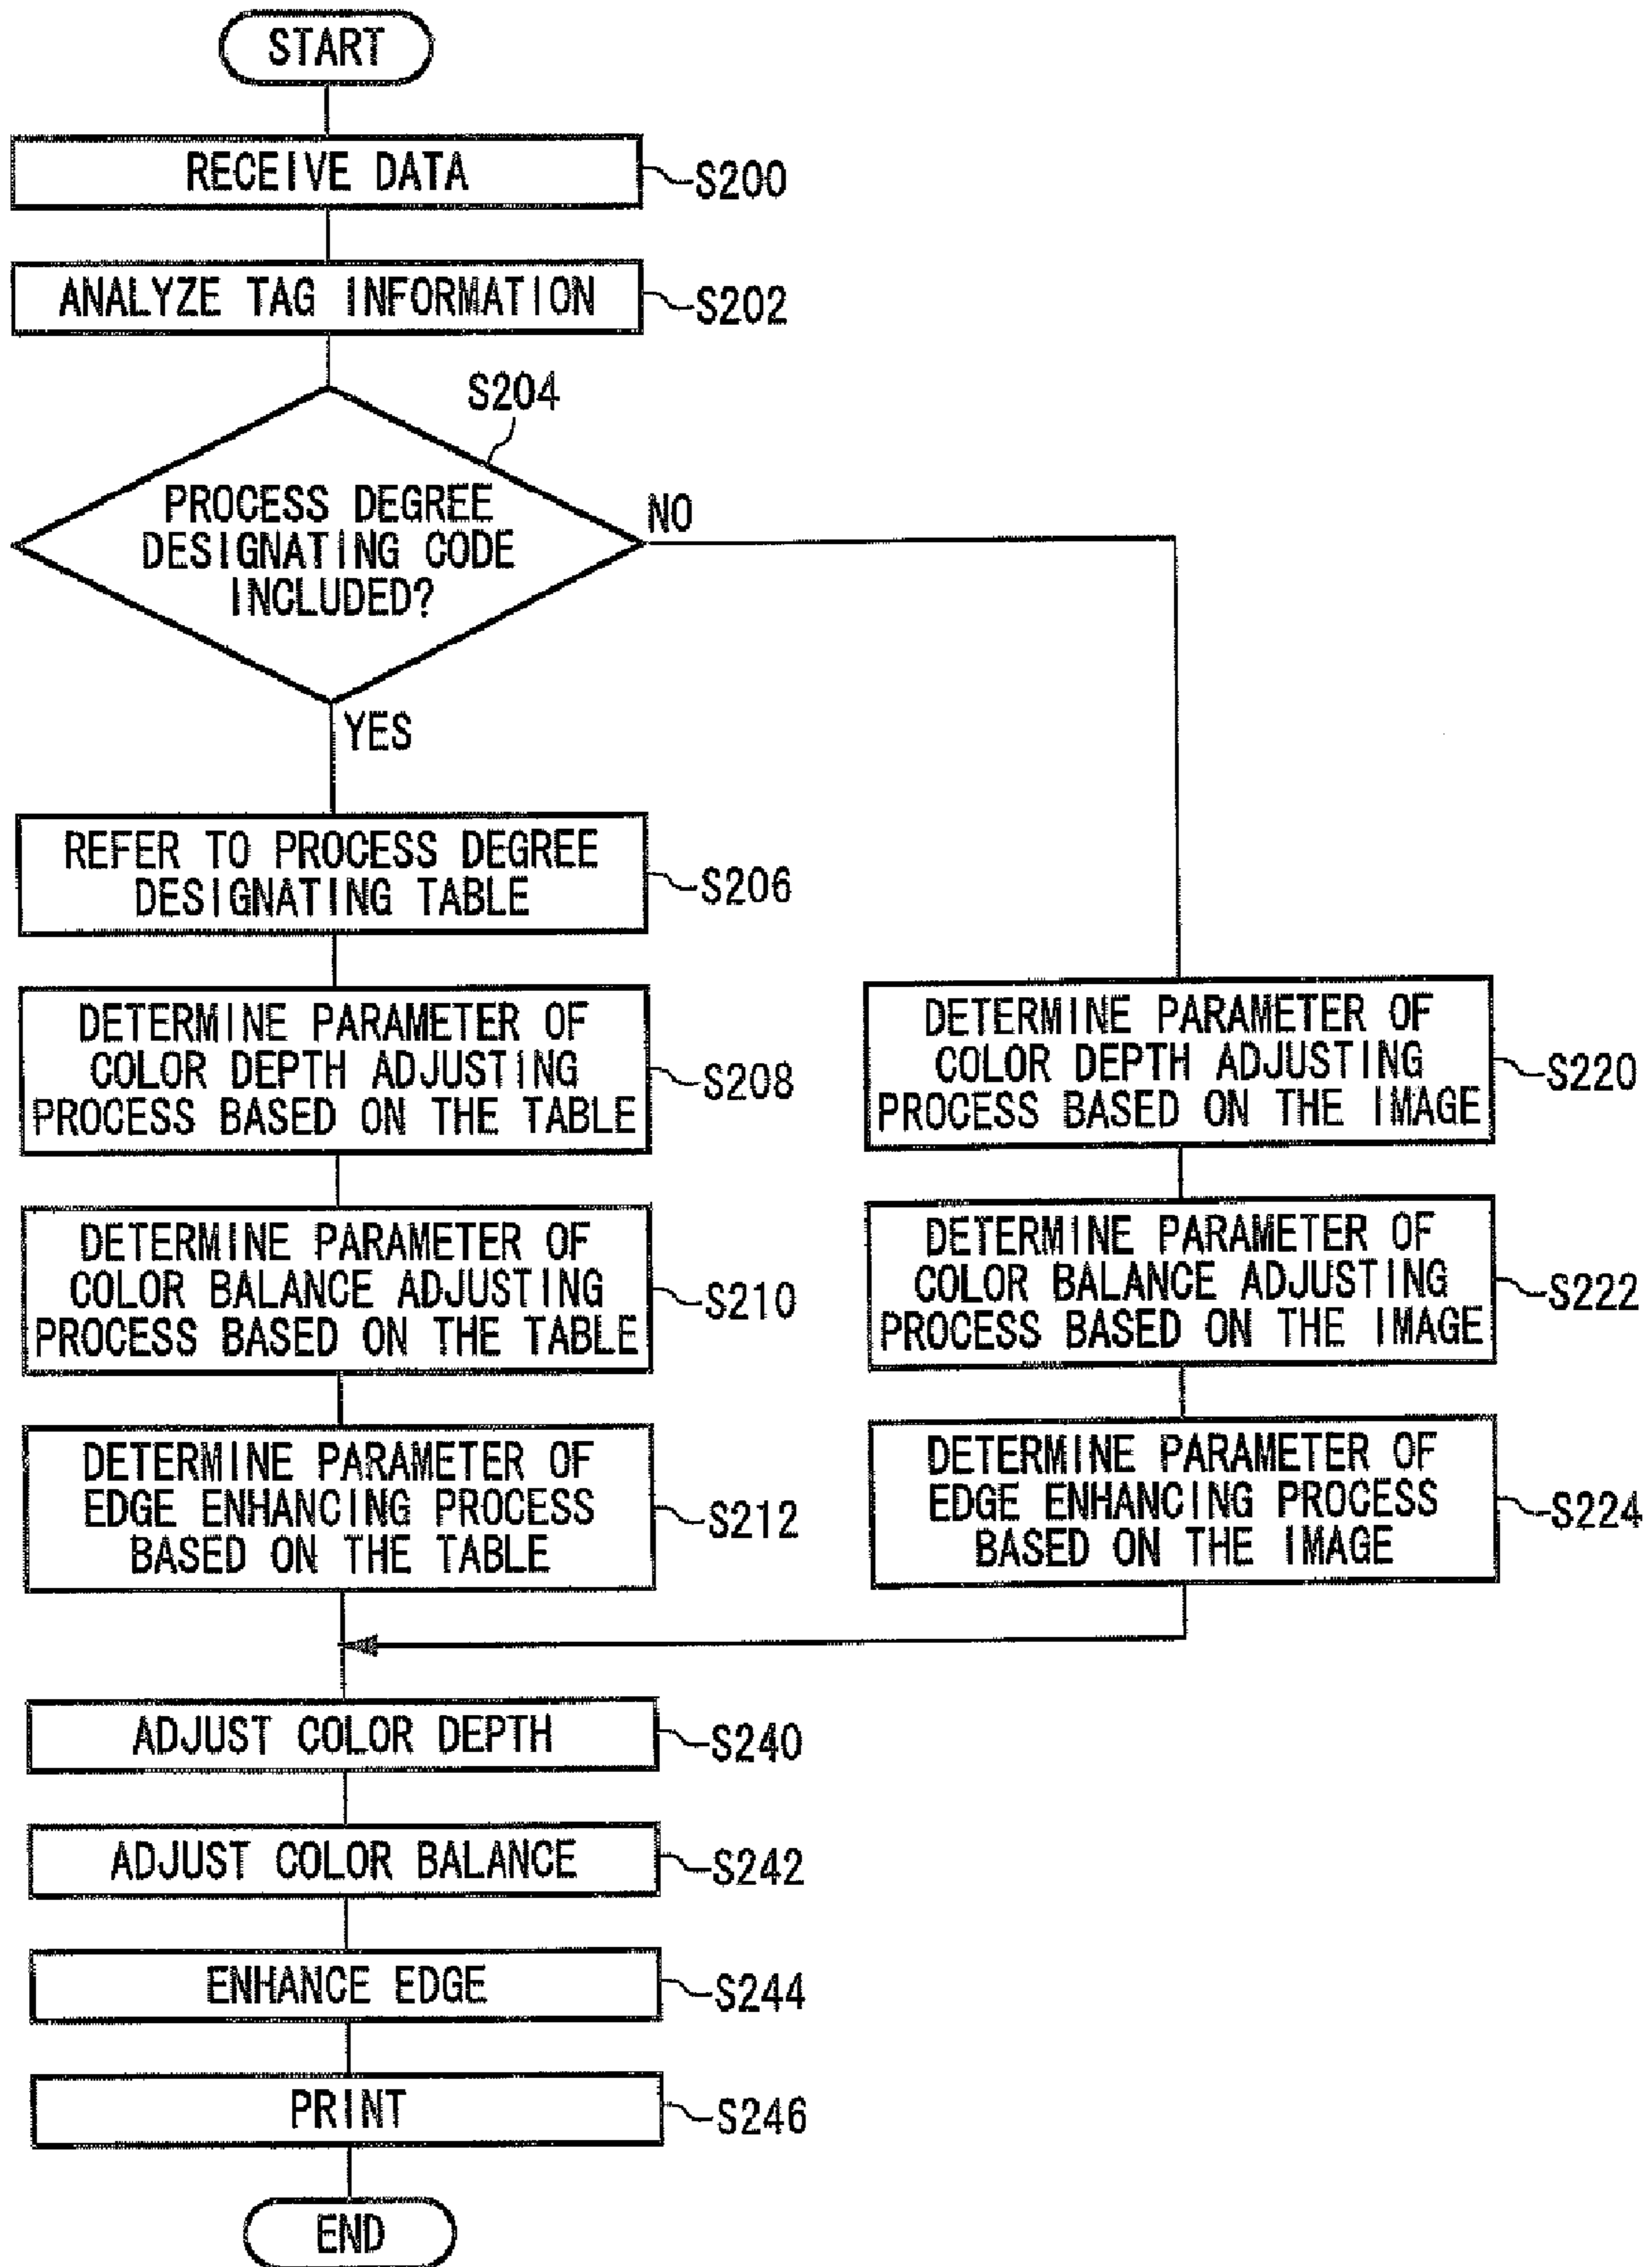 START
RECEIVE DATA
S200
ANALYZE TAG INFORMATION
S202
S204
PROCESS DEGREE
DESIGNATING CODE
INCLUDED?
NO
YES
REFER TO PROCESS DEGREE
DESIGNATING TABLE
S206
DETERMINE PARAMETER OF
COLOR DEPTH ADJUSTING
PROCESS BASED ON THE TABLE
S208
DETERMINE PARAMETER OF
COLOR DEPTH ADJUSTING
PROCESS BASED ON THE IMAGE
S220
DETERMINE PARAMETER OF
COLOR BALANCE ADJUSTING
PROCESS BASED ON THE TABLE
S210
DETERMINE PARAMETER OF
COLOR BALANCE ADJUSTING
PROCESS BASED ON THE IMAGE
S222
DETERMINE PARAMETER OF
EDGE ENHANCING PROCESS
BASED ON THE TABLE
S212
DETERMINE PARAMETER OF
EDGE ENHANCING PROCESS
BASED ON THE IMAGE
S224
ADJUST COLOR DEPTH
S240
ADJUST COLOR BALANCE
S242
ENHANCE EDGE
S244
PRINT
S246
END